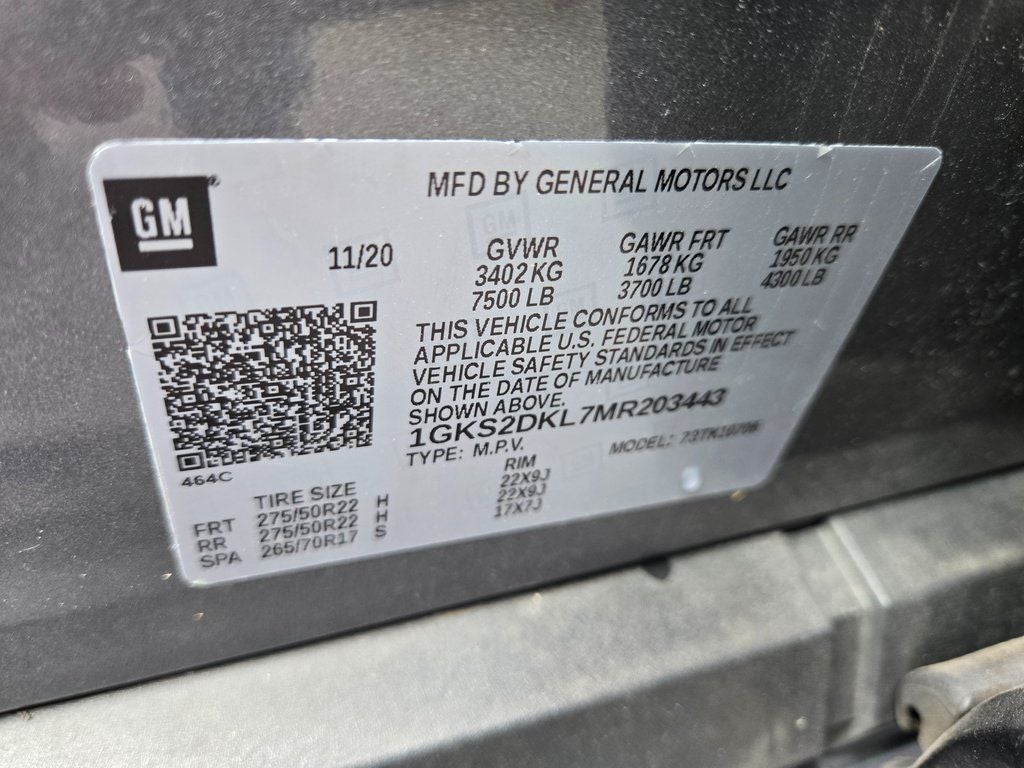 GM
MFD BY GENERAL MOTORS LLC
11/20
GVWR
3402 KG
7500 LB
GAWR FRT
1678 KG
3700 LB
GAWR RR
1950 KG
4300 LB
THIS VEHICLE CONFORMS TO ALL
APPLICABLE U.S. FEDERAL MOTOR
VEHICLE SAFETY STANDARDS IN EFFECT
ON THE DATE OF MANUFACTURE
SHOWN ABOVE.
1GKS2DKL7MR203443
TYPE: M.P.V.
MODEL: 73TK10706
464C
TIRE SIZE RIM
FRT 275/50R22 H 22X9J
RR 275/50R22 H 22X9J
SPA 265/70R17 S 17X7J